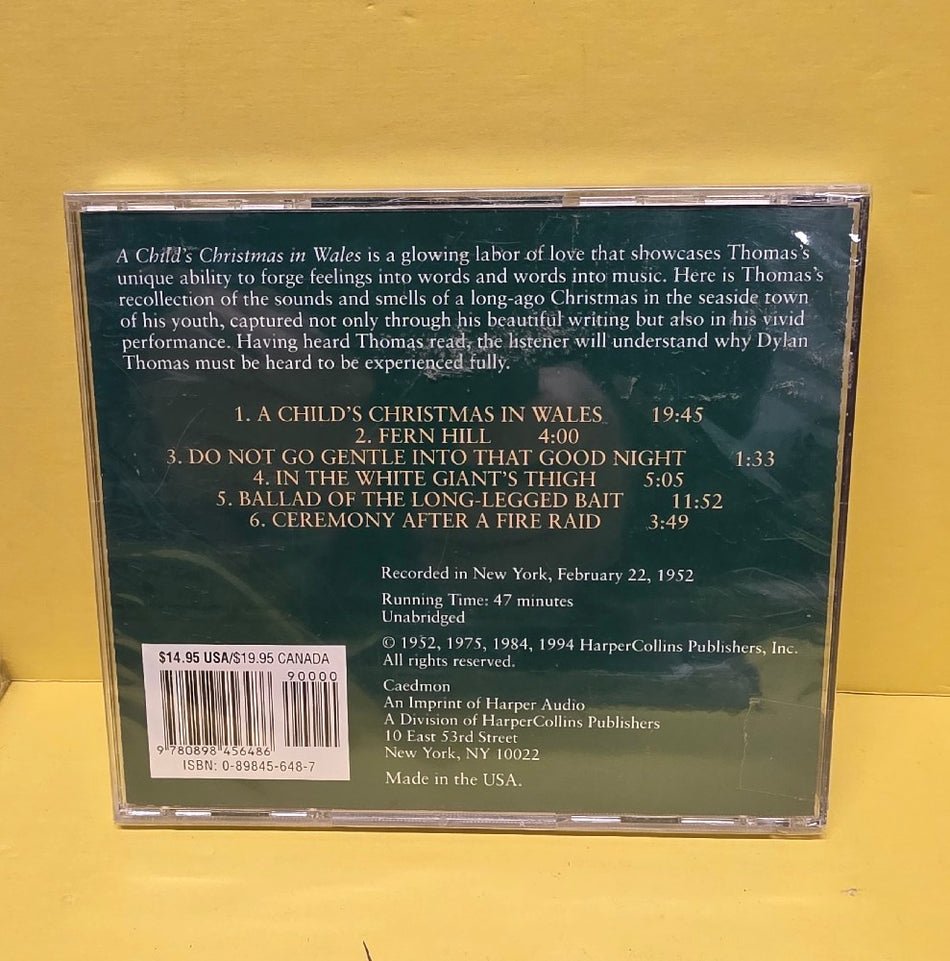 A Child's Christmas in Wales is a glowing labor of love that showcases Thomas's
unique ability to forge feelings into words and words into music. Here is Thomas's
recollection of the sounds and smells of a long-ago Christmas in the seaside town
of his youth, captured not only through his beautiful writing but also in his vivid
performance. Having heard Thomas read, the listener will understand why Dylan
Thomas must be heard to be experienced fully.
1. A CHILD'S CHRISTMAS IN WALES 19:45
2. FERN HILL 4:00
3. DO NOT GO GENTLE INTO THAT GOOD NIGHT 1:33
4. IN THE WHITE GIANT'S THIGH 5:05
5. BALLAD OF THE LONG-LEGGED BAIT 11:52
6. CEREMONY AFTER A FIRE RAID 3:49
Recorded in New York, February 22, 1952
Running Time: 47 minutes
Unabridged
© 1952, 1975, 1984, 1994 HarperCollins Publishers, Inc.
All rights reserved.
Caedmon
An Imprint of Harper Audio
A Division of HarperCollins Publishers
10 East 53rd Street
New York, NY 10022
Made in the USA.
$14.95 USA/$19.95 CANADA
90000
9 780898 456486
ISBN: 0-89845-648-7